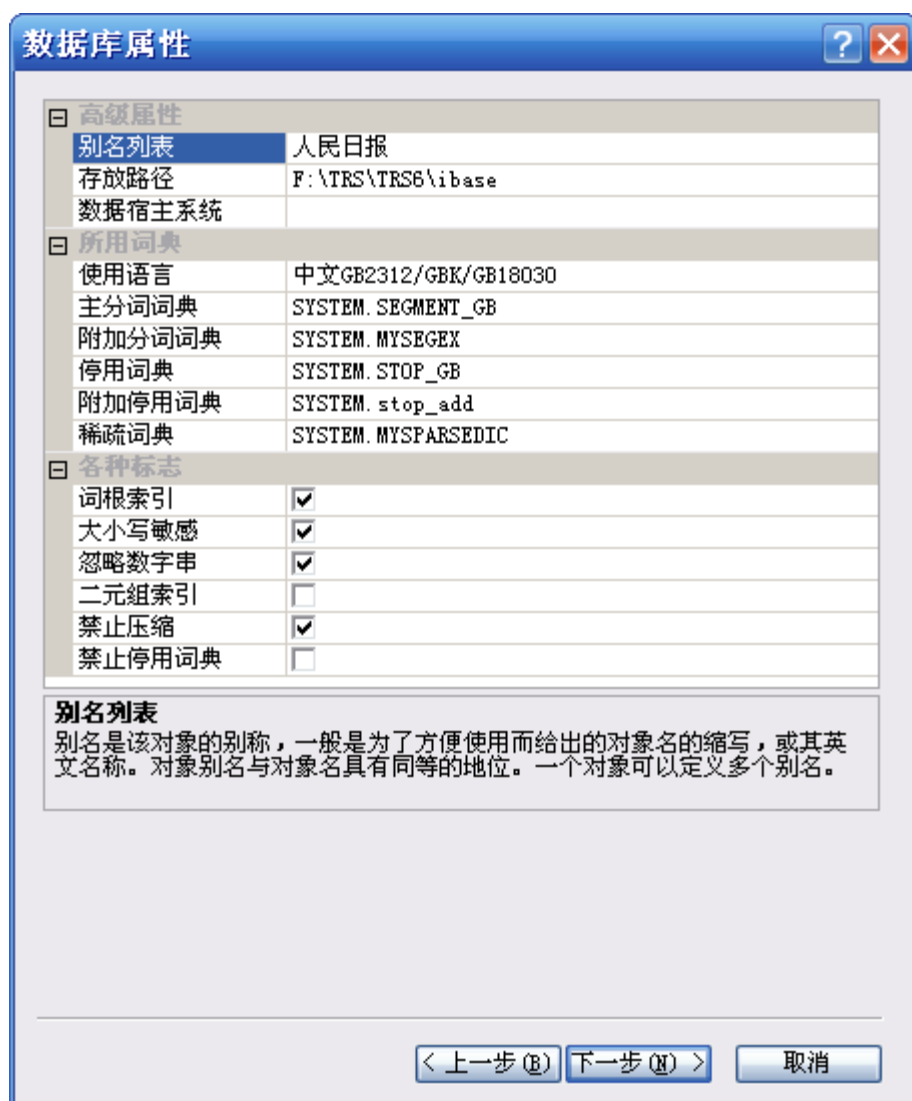 数据库属性
高级属性
别名列表 人民日报
存放路径 F:\TRS\TRS6\ibase
数据宿主系统
所用词典
使用语言 中文GB2312/GBK/GB18030
主分词词典 SYSTEM.SEGMENT_GB
附加分词词典 SYSTEM.MYSEGEX
停用词典 SYSTEM.STOP_GB
附加停用词典 SYSTEM.stop_add
稀疏词典 SYSTEM.MYSPARSEDIC
各种标志
词根索引
大小写敏感
忽略数字串
二元组索引
禁止压缩
禁止停用词典
别名列表
别名是该对象的别称，一般是为了方便使用而给出的对象名的缩写，或其英
文名称。对象别名与对象名具有同等的地位。一个对象可以定义多个别名。
< 上一步(B) 下一步(N) > 取消